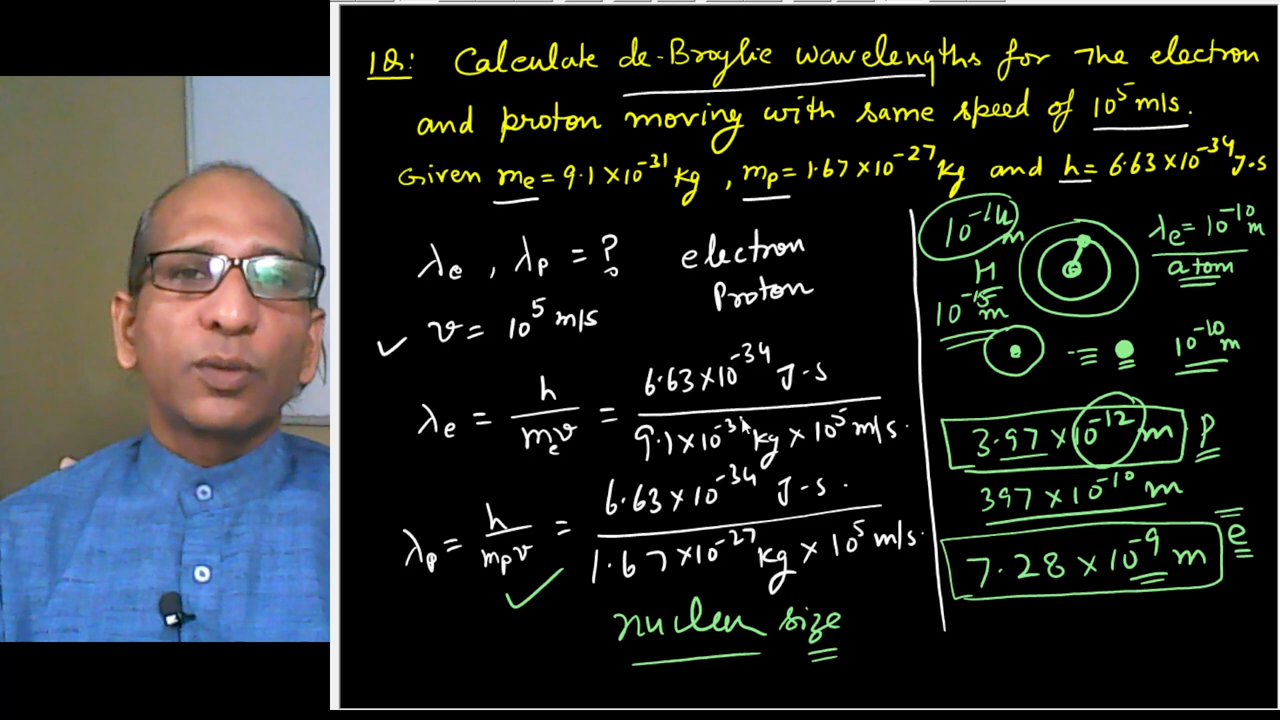 1Q: Calculate de-Broglie wavelengths for the electron
and proton moving with same speed of 10⁵ m/s.
Given mₑ = 9.1 × 10⁻³¹ kg , mₚ = 1.67 × 10⁻²⁷ kg and h = 6.63 × 10⁻³⁴ J·s
λₑ , λₚ = ? electron
Proton
✓ v = 10⁵ m/s
λₑ = h / mₑv = 6.63 × 10⁻³⁴ J·s / 9.1 × 10⁻³¹ kg × 10⁵ m/s.
λₚ = h / mₚv = 6.63 × 10⁻³⁴ J·s. / 1.67 × 10⁻²⁷ kg × 10⁵ m/s.
✓
nuclear size
10⁻¹⁴ m
λₑ = 10⁻¹⁰ m
atom
H
10⁻¹⁵ m
10⁻¹⁰ m
3.97 × 10⁻¹² m P
397 × 10⁻¹⁰ m
7.28 × 10⁻⁹ m e